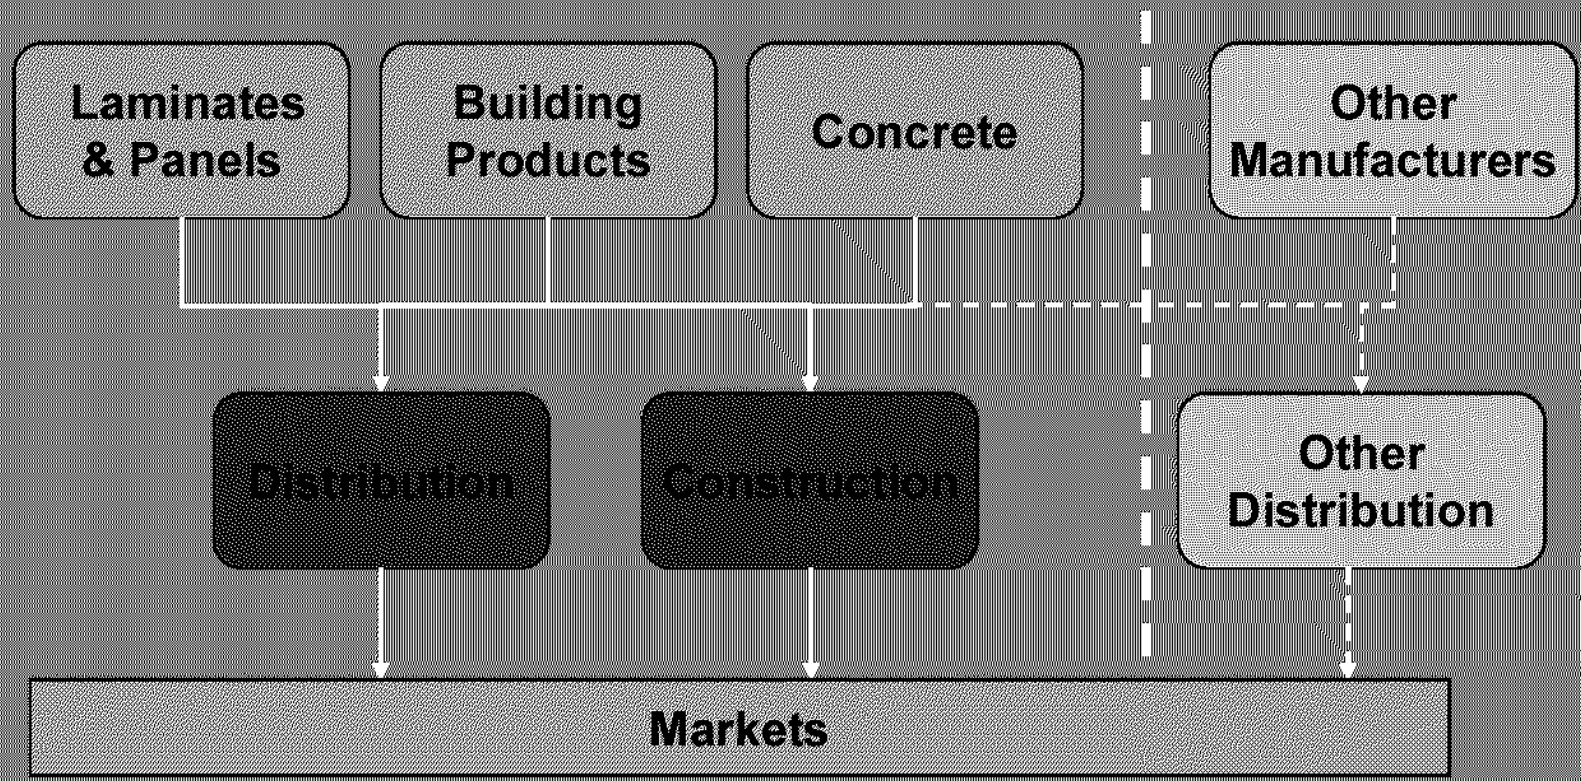 Laminates
& Panels
Building
Products
Concrete
Other
Manufacturers
Distribution
Construction
Other
Distribution
Markets